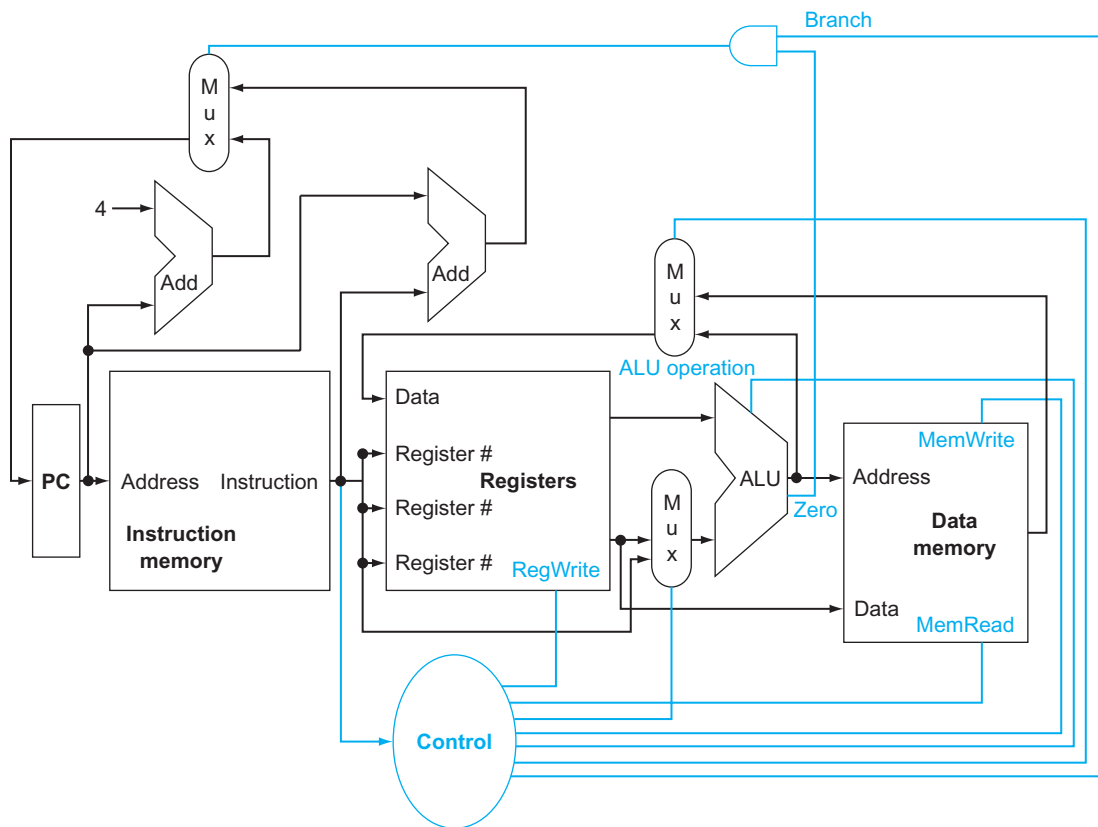 Branch
M
u
x
4
Add
Add
M
u
x
ALU operation
Data
Register #
Registers
Register #
Register #
RegWrite
PC
Address
Instruction
Instruction
memory
M
u
x
ALU
Zero
MemWrite
Address
Data
memory
Data
MemRead
Control